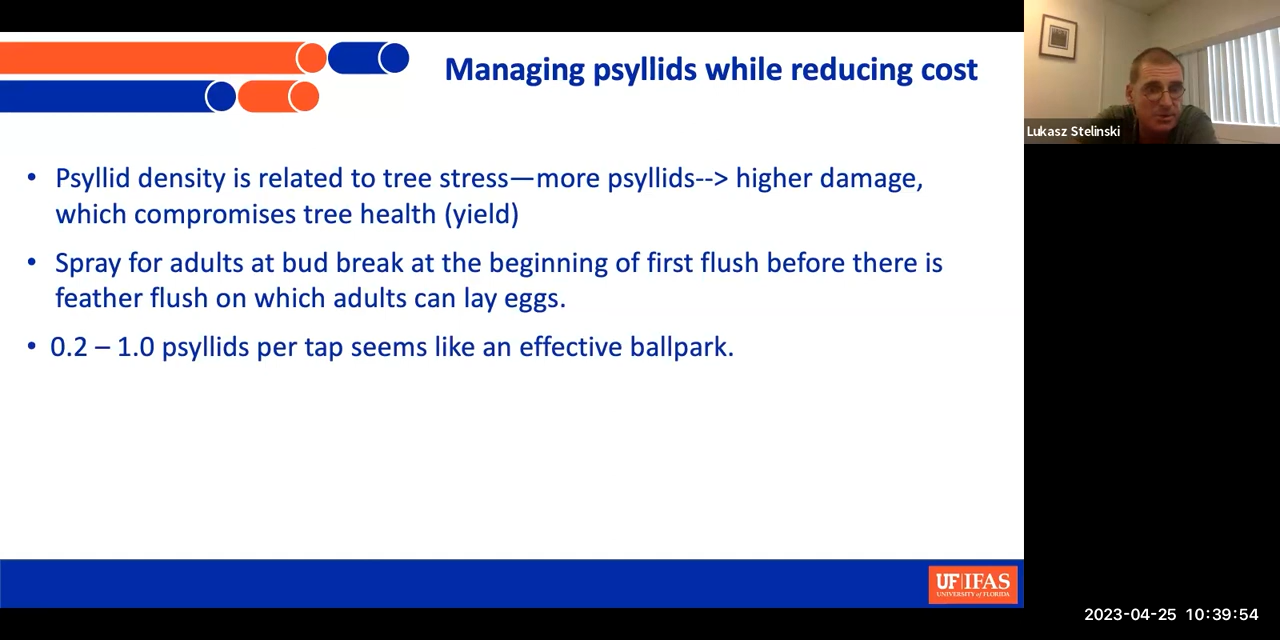 Managing psyllids while reducing cost
Lukasz Stelinski
• Psyllid density is related to tree stress—more psyllids--> higher damage,
which compromises tree health (yield)
• Spray for adults at bud break at the beginning of first flush before there is
feather flush on which adults can lay eggs.
• 0.2 – 1.0 psyllids per tap seems like an effective ballpark.
UF|IFAS
UNIVERSITY of FLORIDA
2023-04-25 10:39:54